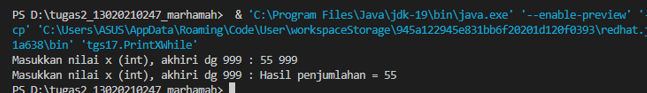 PS D:\tugas2_13020210247_marhamah>  & 'C:\Program Files\Java\jdk-19\bin\java.exe' '--enable-preview' '-
cp' 'C:\Users\ASUS\AppData\Roaming\Code\User\workspaceStorage\945a122945e831bb6f20201d120f0393\redhat.j
1a638\bin' 'tgs17.PrintXWhile'
Masukkan nilai x (int), akhiri dg 999 : 55 999
Masukkan nilai x (int), akhiri dg 999 : Hasil penjumlahan = 55
PS D:\tugas2_13020210247_marhamah>